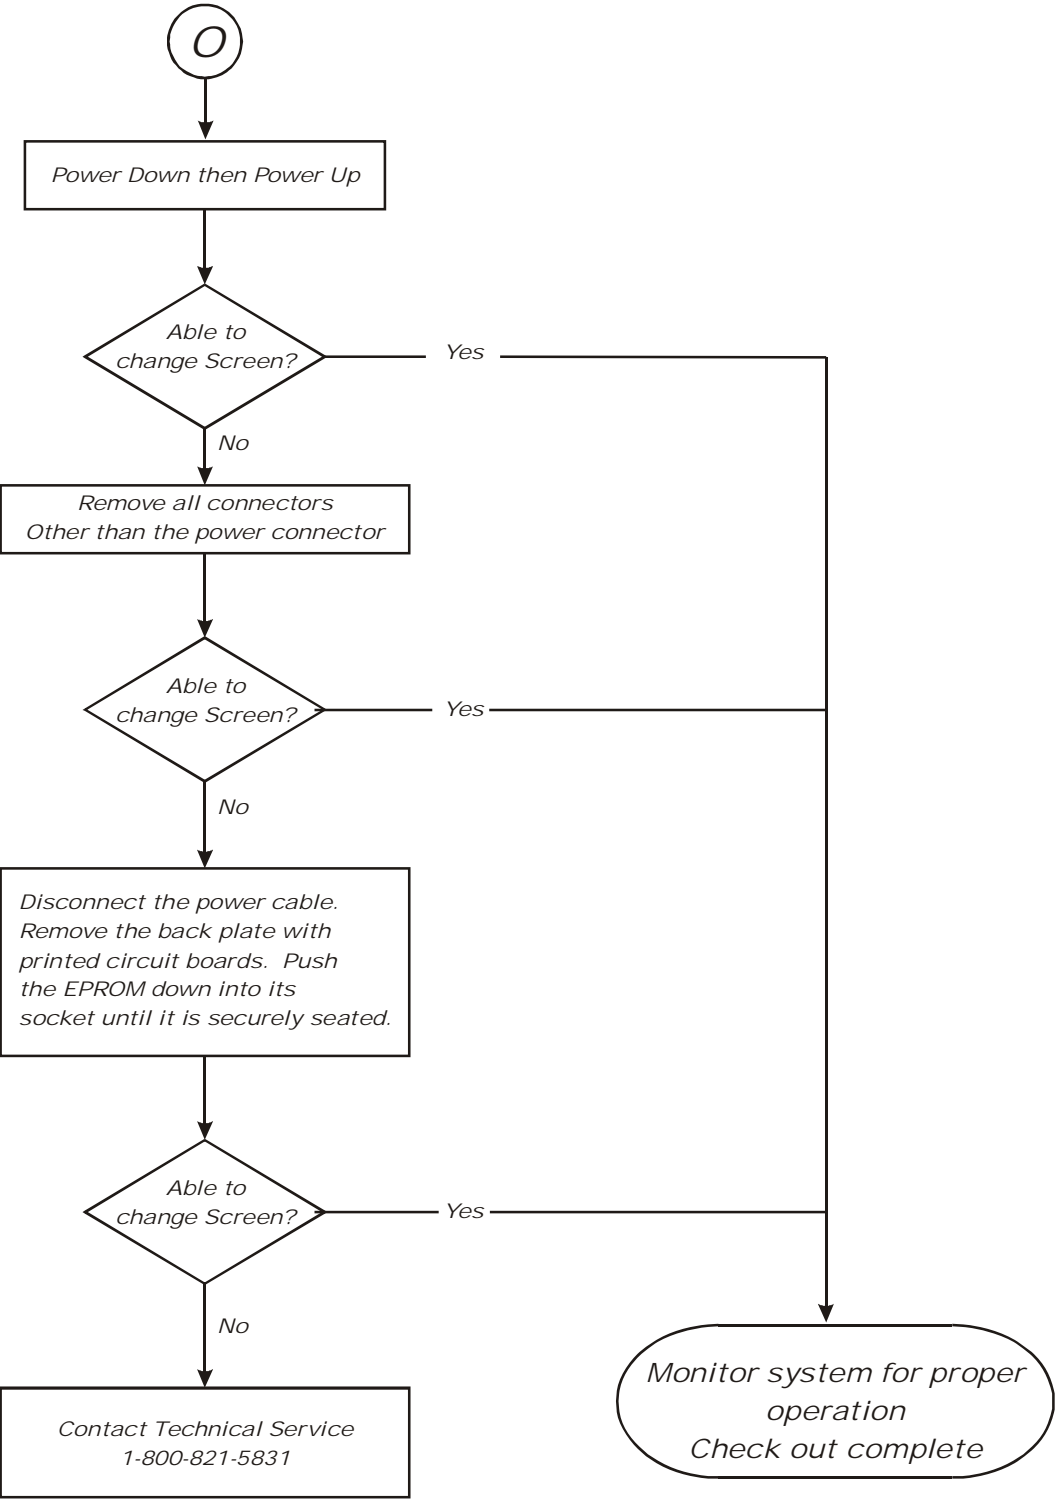 O
Power Down then Power Up
Able to
change Screen?
Yes
No
Remove all connectors
Other than the power connector
Able to
change Screen?
Yes
No
Disconnect the power cable.
Remove the back plate with
printed circuit boards.  Push
the EPROM down into its
socket until it is securely seated.
Able to
change Screen?
Yes
No
Contact Technical Service
1-800-821-5831
Monitor system for proper
operation
Check out complete